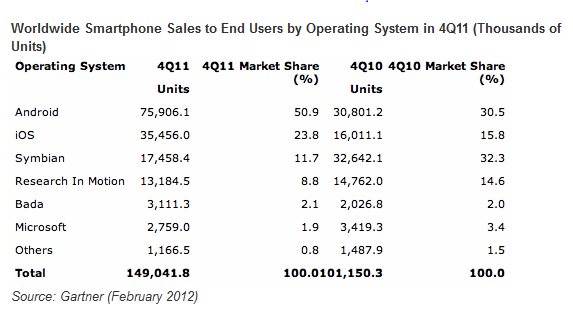 Worldwide Smartphone Sales to End Users by Operating System in 4Q11 (Thousands of
Units)
Operating System 4Q11 4Q11 Market Share 4Q10 4Q10 Market Share
Units (%) Units (%)
Android 75,906.1 50.9 30,801.2 30.5
iOS 35,456.0 23.8 16,011.1 15.8
Symbian 17,458.4 11.7 32,642.1 32.3
Research In Motion 13,184.5 8.8 14,762.0 14.6
Bada 3,111.3 2.1 2,026.8 2.0
Microsoft 2,759.0 1.9 3,419.3 3.4
Others 1,166.5 0.8 1,487.9 1.5
Total 149,041.8 100.0 101,150.3 100.0
Source: Gartner (February 2012)